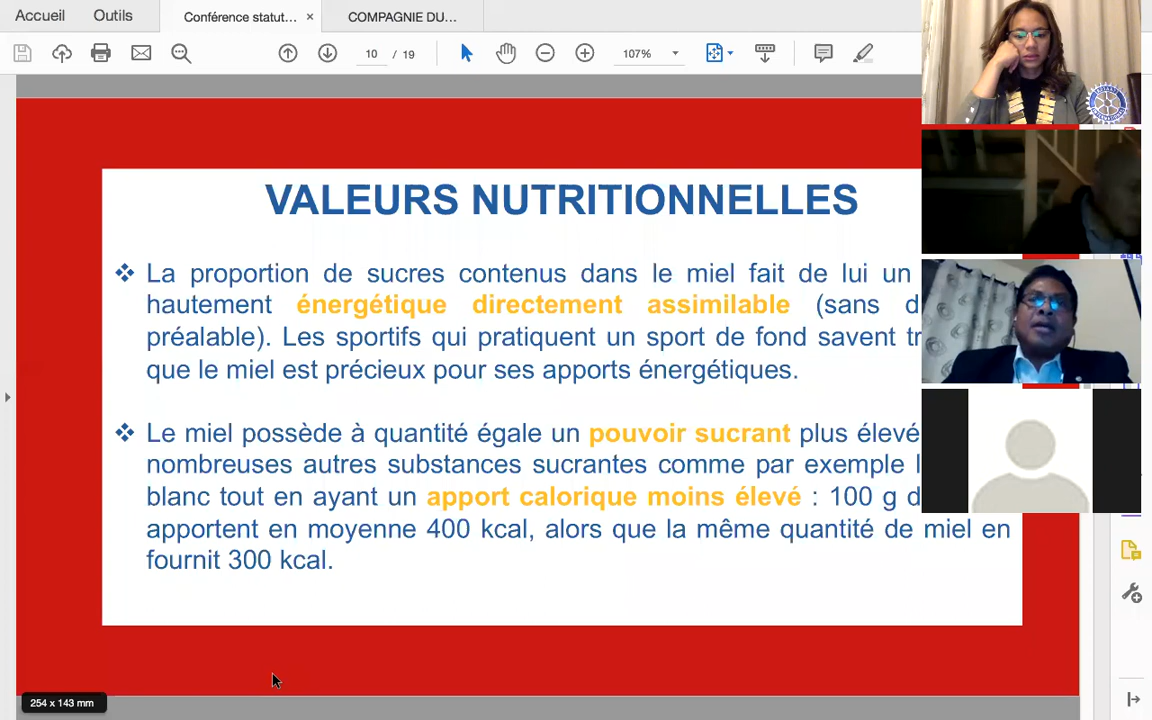 Accueil Outils Conférence statut... × COMPAGNIE DU...
10 / 19 107%
VALEURS NUTRITIONNELLES
❖ La proportion de sucres contenus dans le miel fait de lui un
hautement énergétique directement assimilable (sans
préalable). Les sportifs qui pratiquent un sport de fond savent
que le miel est précieux pour ses apports énergétiques.
❖ Le miel possède à quantité égale un pouvoir sucrant plus élevé
nombreuses autres substances sucrantes comme par exemple
blanc tout en ayant un apport calorique moins élevé : 100 g
apportent en moyenne 400 kcal, alors que la même quantité de miel en
fournit 300 kcal.
254 x 143 mm